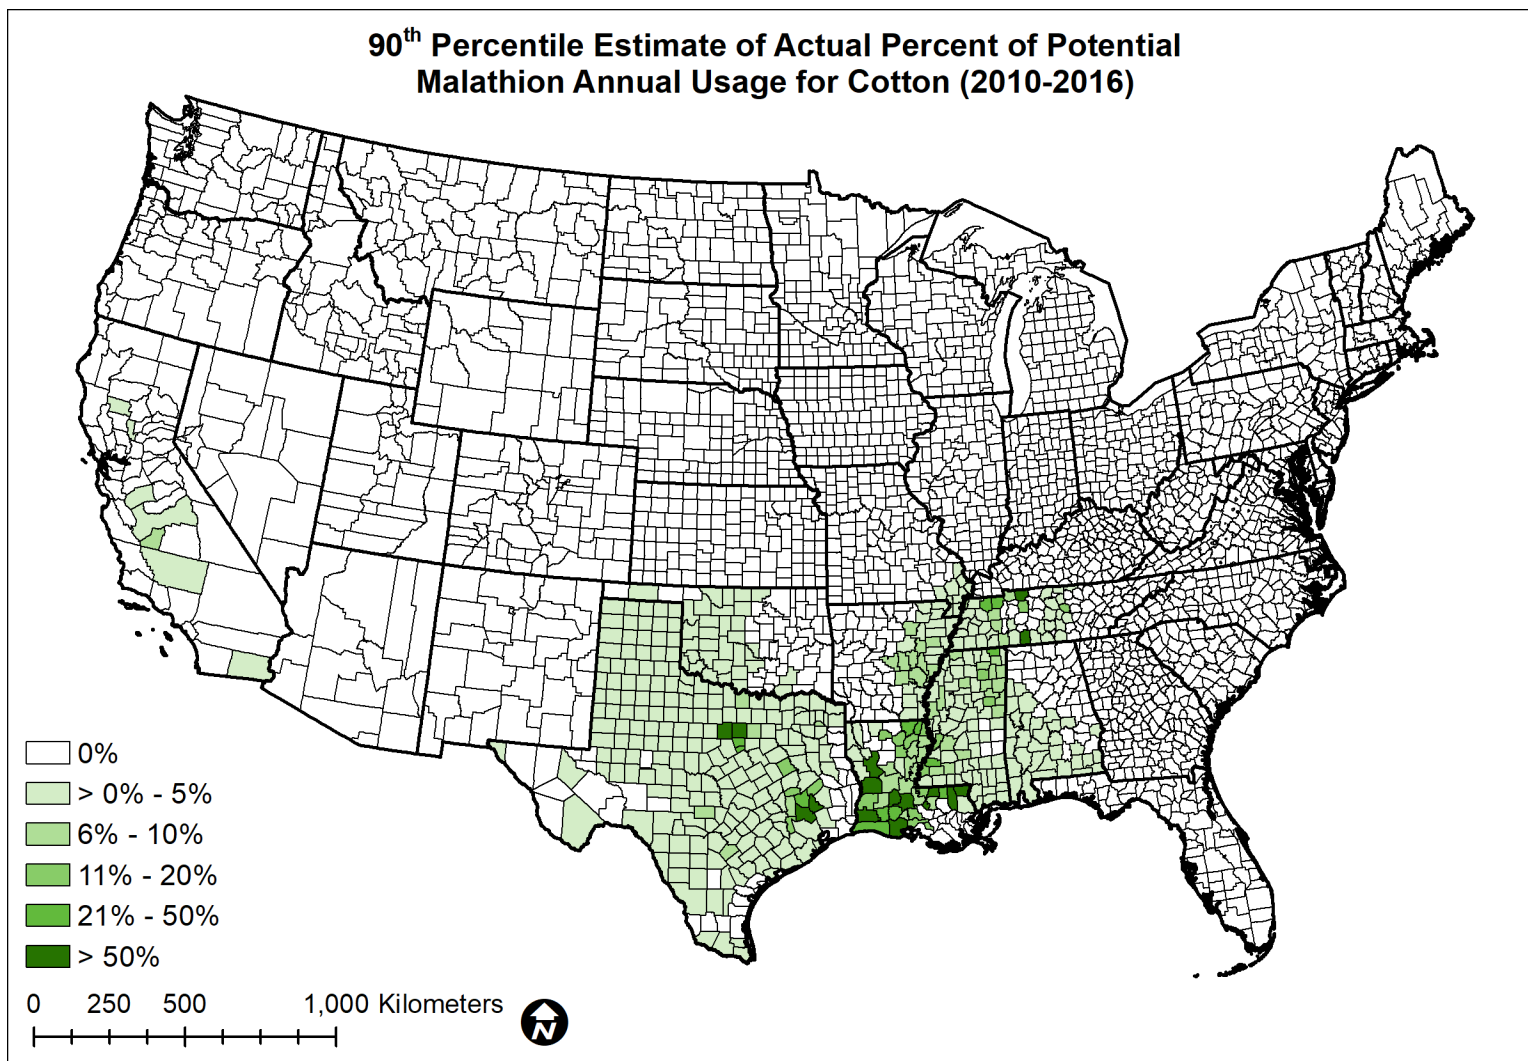 90th Percentile Estimate of Actual Percent of Potential
Malathion Annual Usage for Cotton (2010-2016)
0%
> 0% - 5%
6% - 10%
11% - 20%
21% - 50%
> 50%
0 250 500 1,000 Kilometers
N